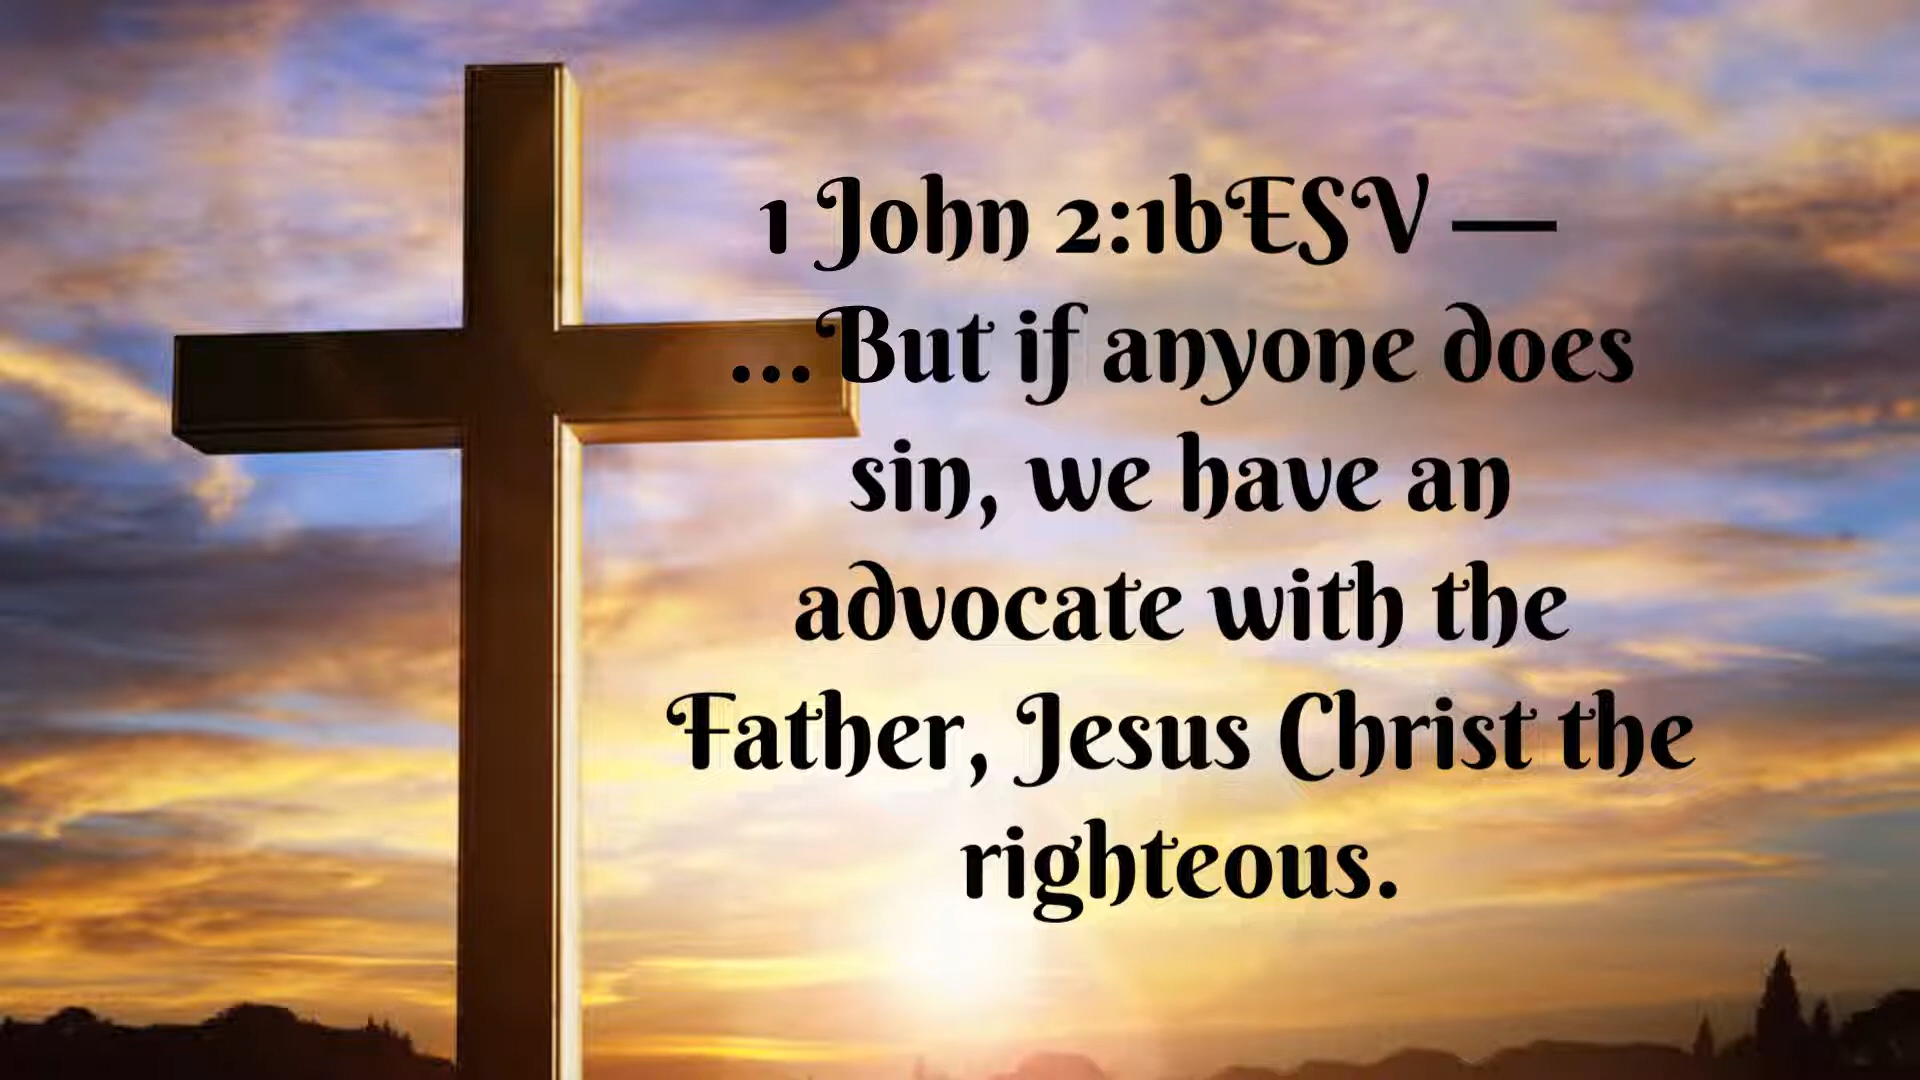 1 John 2:1bESV —
...But if anyone does
sin, we have an
advocate with the
Father, Jesus Christ the
righteous.